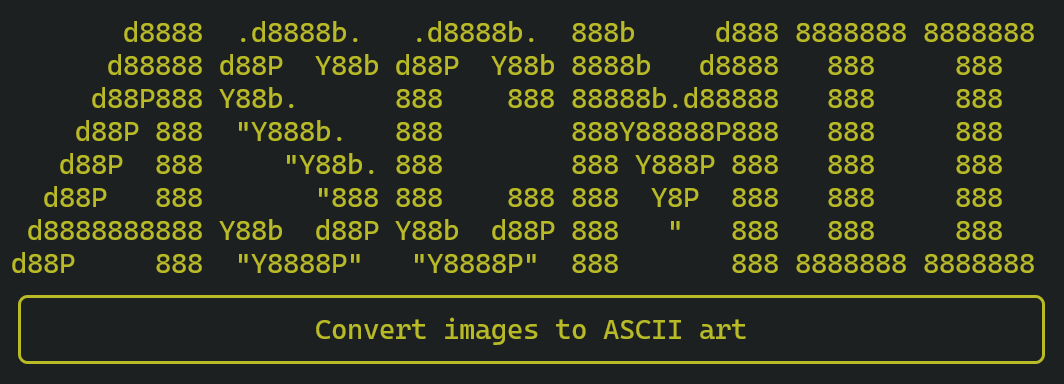 d8888  .d8888b.   .d8888b.  888b     d888 8888888 8888888
      d88888 d88P  Y88b d88P  Y88b 8888b   d8888   888     888
     d88P888 Y88b.      888    888 88888b.d88888   888     888
    d88P 888  "Y888b.   888        888Y88888P888   888     888
   d88P  888     "Y88b. 888        888 Y888P 888   888     888
  d88P   888       "888 888    888 888  Y8P  888   888     888
 d8888888888 Y88b  d88P Y88b  d88P 888   "   888   888     888
d88P     888  "Y8888P"   "Y8888P"  888       888 8888888 8888888
Convert images to ASCII art